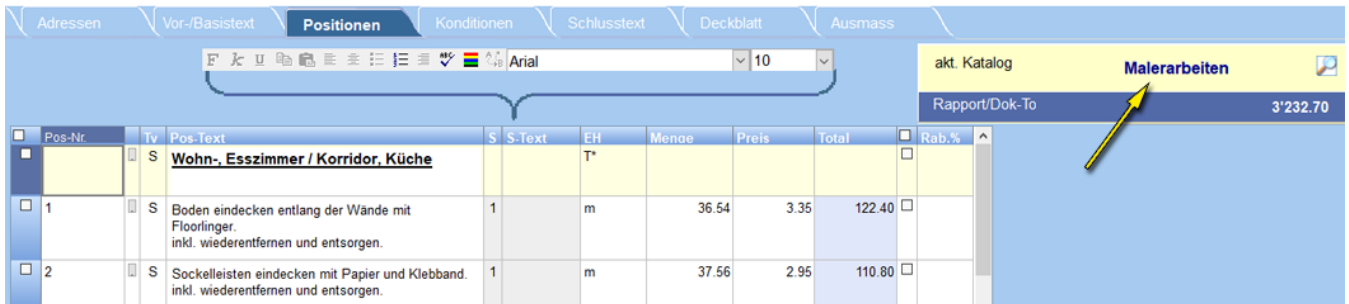 Adressen Vor-/Basistext Positionen Konditionen Schlusstext Deckblatt Ausmass
F k U ABC Arial 10
akt. Katalog Malerarbeiten
Rapport/Dok-To 3'232.70
Pos-Nr. Tv Pos-Text S S-Text EH Menge Preis Total Rab.%
S Wohn-, Esszimmer / Korridor, Küche T*
1 S Boden eindecken entlang der Wände mit 1 m 36.54 3.35 122.40
Floorlinger.
inkl. wiederentfernen und entsorgen.
2 S Sockelleisten eindecken mit Papier und Klebband. 1 m 37.56 2.95 110.80
inkl. wiederentfernen und entsorgen.